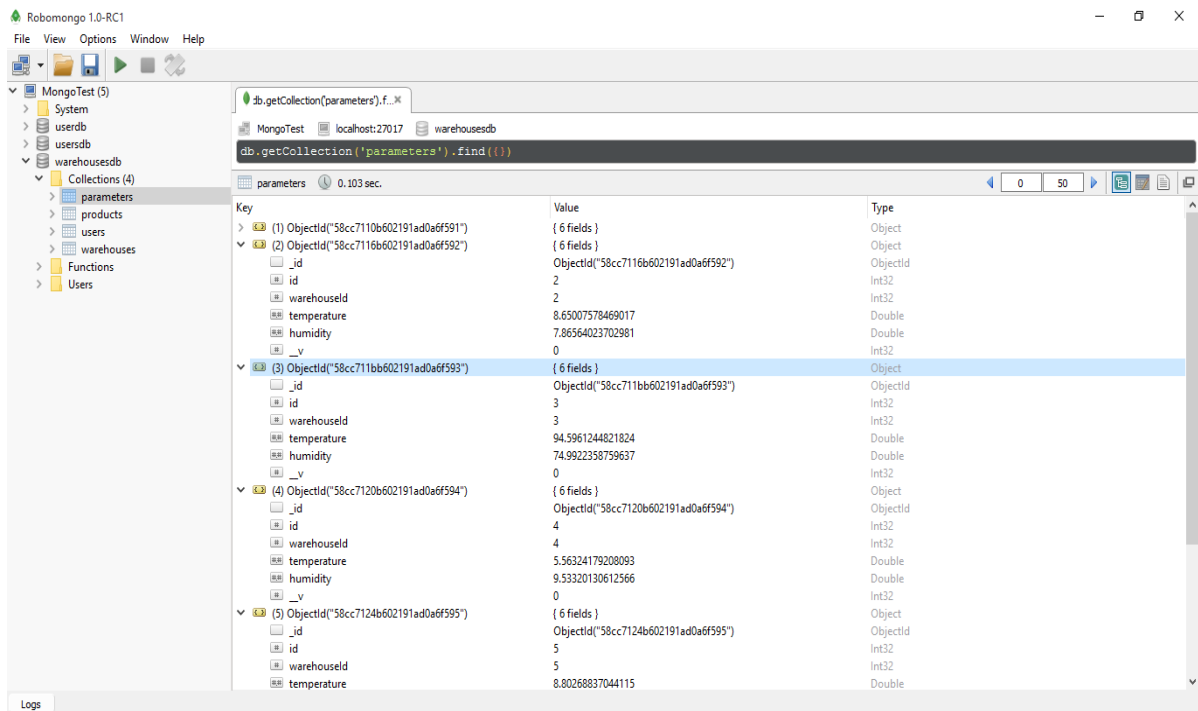 Robomongo 1.0-RC1
File View Options Window Help
MongoTest (5)
System
userdb
usersdb
warehousesdb
Collections (4)
parameters
products
users
warehouses
Functions
Users
db.getCollection('parameters').f...
MongoTest localhost:27017 warehousesdb
db.getCollection('parameters').find({})
parameters 0.103 sec. 0 50
Key Value Type
(1) ObjectId("58cc7110b602191ad0a6f591") { 6 fields } Object
(2) ObjectId("58cc7116b602191ad0a6f592") { 6 fields } Object
_id ObjectId("58cc7116b602191ad0a6f592") ObjectId
id 2 Int32
warehouseId 2 Int32
temperature 8.65007578469017 Double
humidity 7.86564023702981 Double
__v 0 Int32
(3) ObjectId("58cc711bb602191ad0a6f593") { 6 fields } Object
_id ObjectId("58cc711bb602191ad0a6f593") ObjectId
id 3 Int32
warehouseId 3 Int32
temperature 94.5961244821824 Double
humidity 74.9922358759637 Double
__v 0 Int32
(4) ObjectId("58cc7120b602191ad0a6f594") { 6 fields } Object
_id ObjectId("58cc7120b602191ad0a6f594") ObjectId
id 4 Int32
warehouseId 4 Int32
temperature 5.56324179208093 Double
humidity 9.53320130612566 Double
__v 0 Int32
(5) ObjectId("58cc7124b602191ad0a6f595") { 6 fields } Object
_id ObjectId("58cc7124b602191ad0a6f595") ObjectId
id 5 Int32
warehouseId 5 Int32
temperature 8.80268837044115 Double
Logs